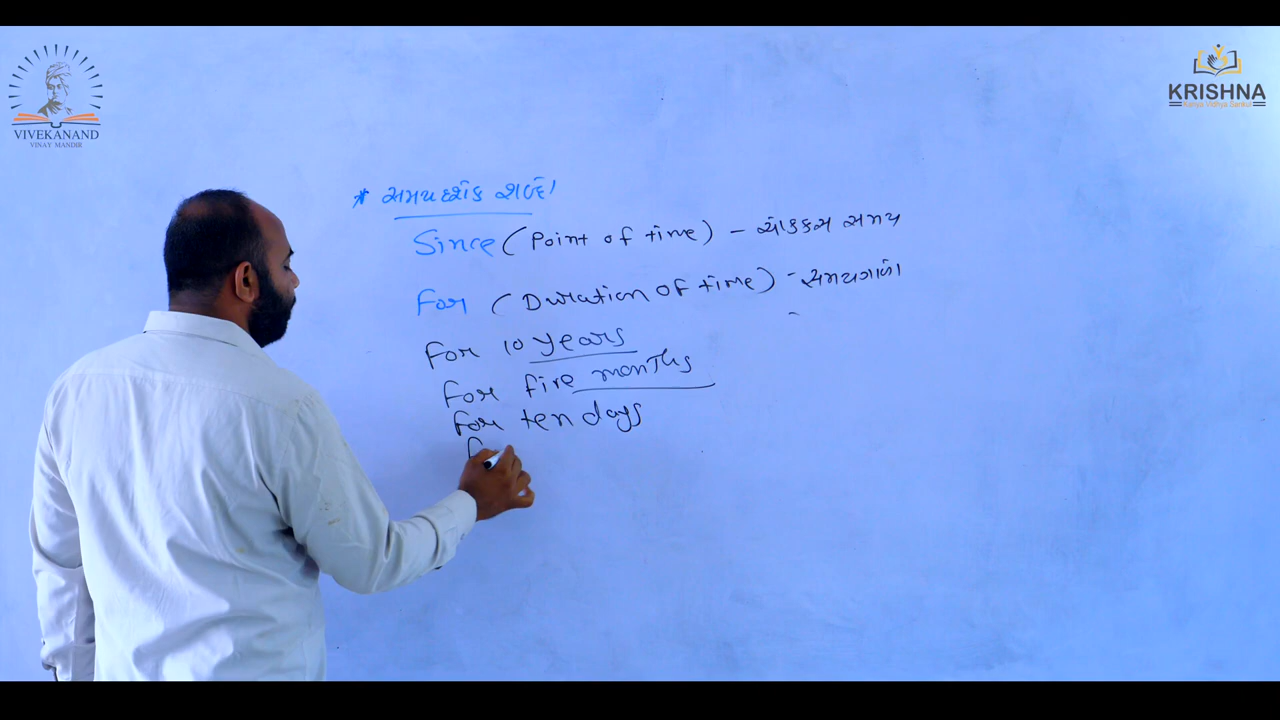 VIVEKANAND
VINAY MANDIR
KRISHNA
* સમયદર્શક શબ્દો
Since (Point of time) - ચોક્કસ સમય
For (Duration of time) - સમયગાળો
For 10 years
for five months
for ten days